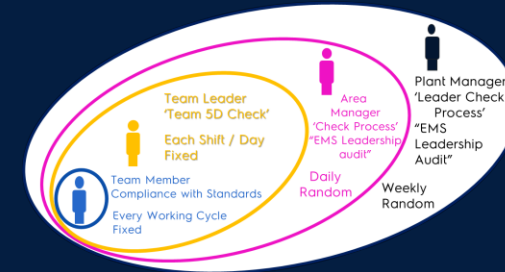 Team Leader
'Team 5D Check'
Each Shift / Day
Fixed
Team Member
Compliance with Standards
Every Working Cycle
Fixed
Area
Manager
'Check Process'
"EMS Leadership
audit"
Daily
Random
Plant Manager
'Leader Check
Process'
"EMS
Leadership
Audit"
Weekly
Random